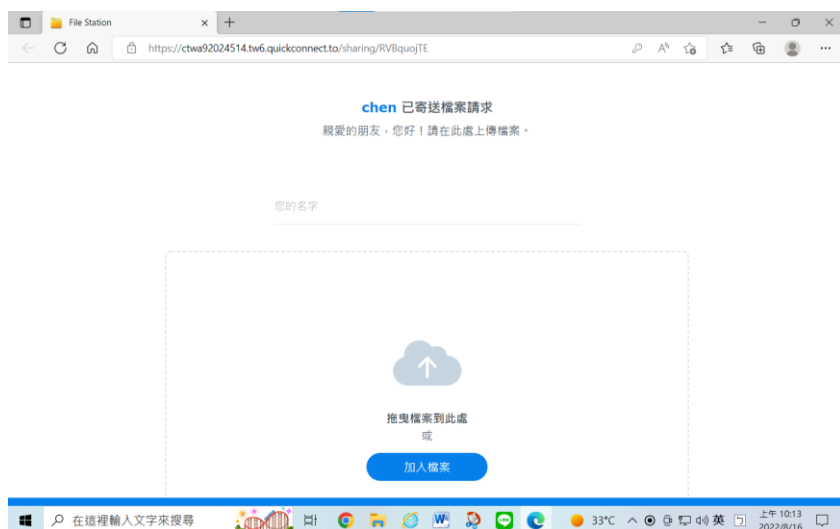 File Station
https://ctwa92024514.tw6.quickconnect.to/sharing/RVBquojTE
chen 已寄送檔案請求
親愛的朋友，您好！請在此處上傳檔案。
您的名字
拖曳檔案到此處
或
加入檔案
在這裡輸入文字來搜尋
33°C
英
上午 10:13
2022/8/16